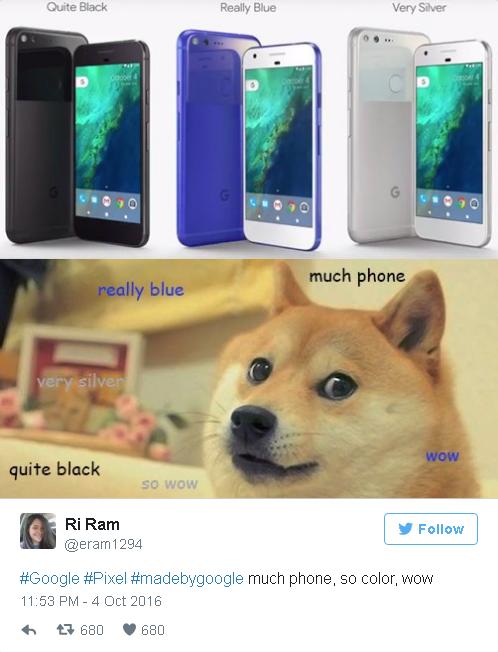 Quite Black
Really Blue
Very Silver
G
G
G
much phone
really blue
very silver
wow
quite black
so wow
Ri Ram
@eram1294
Follow
#Google #Pixel #madebygoogle much phone, so color, wow
11:53 PM - 4 Oct 2016
680
680